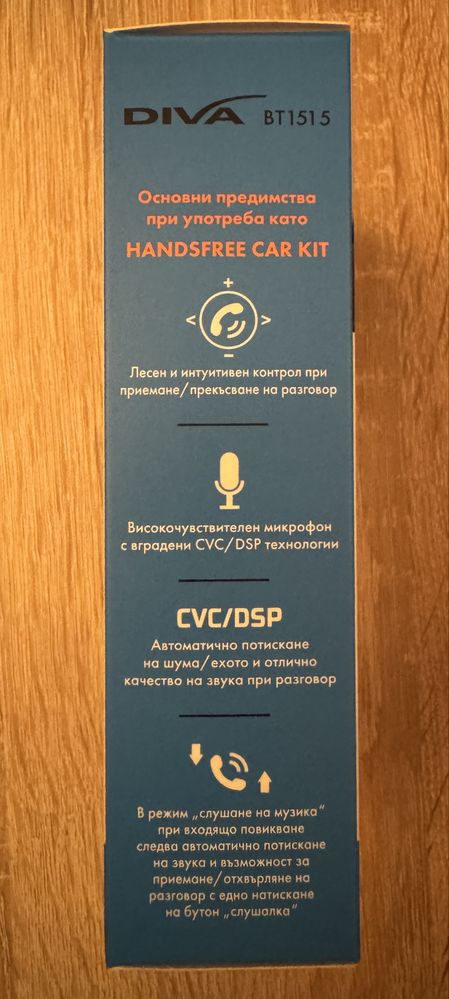 DIVA BT1515
Основни предимства
при употреба като
HANDSFREE CAR KIT
+
< >
–
Лесен и интуитивен контрол при
приемане/прекъсване на разговор
Високочувствителен микрофон
с вградени CVC/DSP технологии
CVC/DSP
Автоматично потискане
на шума/ехото и отлично
качество на звука при разговор
В режим „слушане на музика“
при входящо повикване
следва автоматично потискане
на звука и възможност за
приемане/отхвърляне на
разговор с едно натискане
на бутон „слушалка“